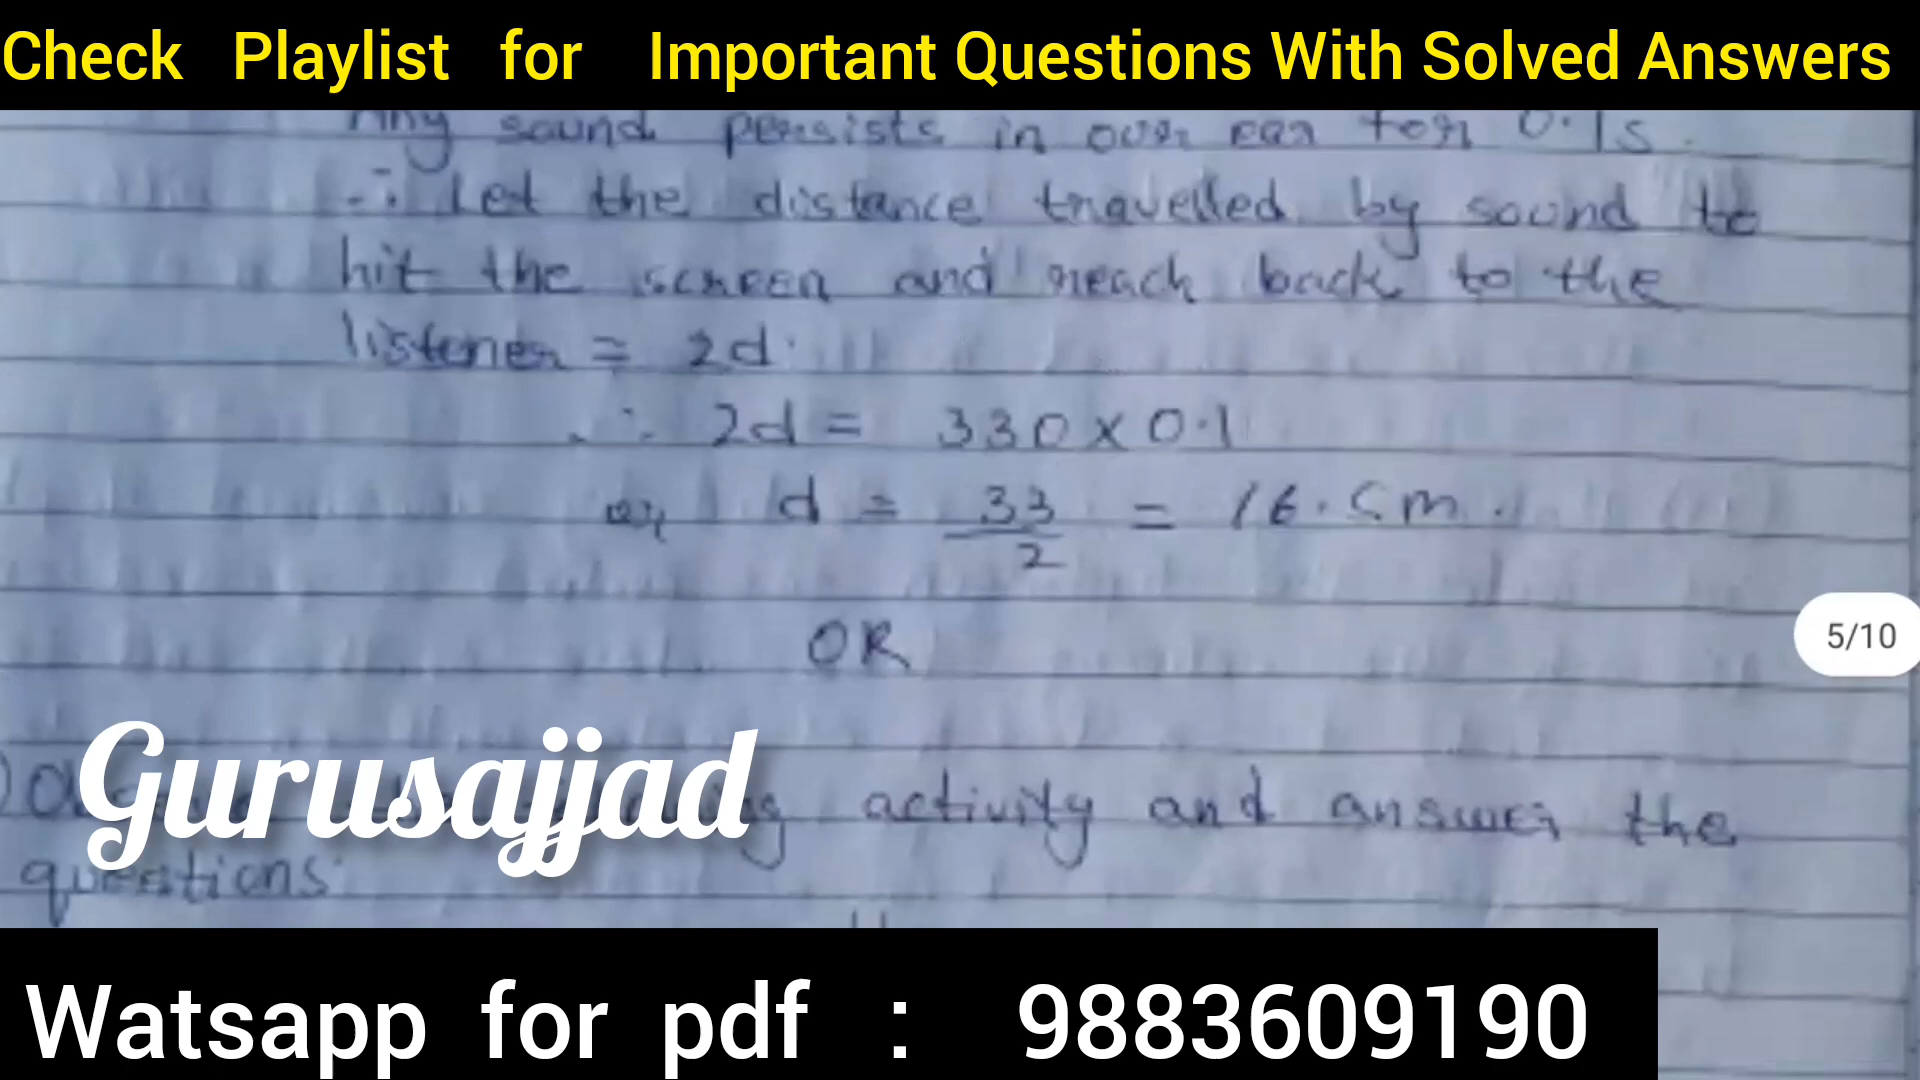 Check Playlist for Important Questions With Solved Answers
Any sound persists in our ear for 0.1s.
∴ Let the distance travelled by sound to
hit the screen and reach back to the
listener = 2d.
∴ 2d = 330 x 0.1
or d = 33/2 = 16.5m.
5/10
OR
Gurusajjad
activity and answer the
questions
Watsapp for pdf : 9883609190